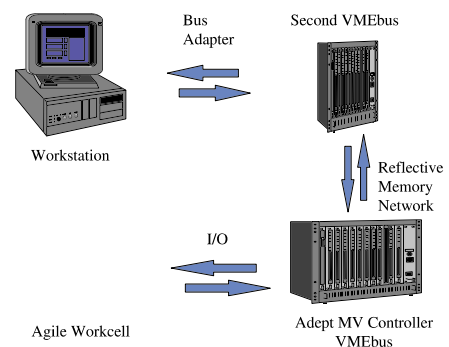 Bus
Adapter
Second VMEbus
Workstation
Reflective
Memory
Network
I/O
Agile Workcell
Adept MV Controller
VMEbus